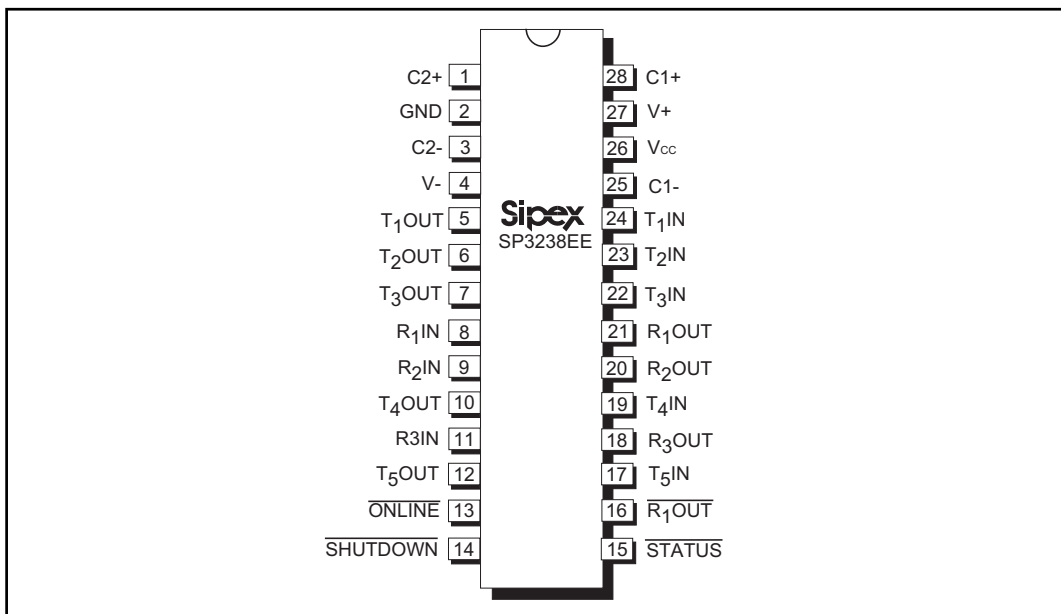 C2+ 1
GND 2
C2- 3
V- 4
T1OUT 5
T2OUT 6
T3OUT 7
R1IN 8
R2IN 9
T4OUT 10
R3IN 11
T5OUT 12
ONLINE 13
SHUTDOWN 14
Sipex
SP3238EE
28 C1+
27 V+
26 Vcc
25 C1-
24 T1IN
23 T2IN
22 T3IN
21 R1OUT
20 R2OUT
19 T4IN
18 R3OUT
17 T5IN
16 R1OUT
15 STATUS